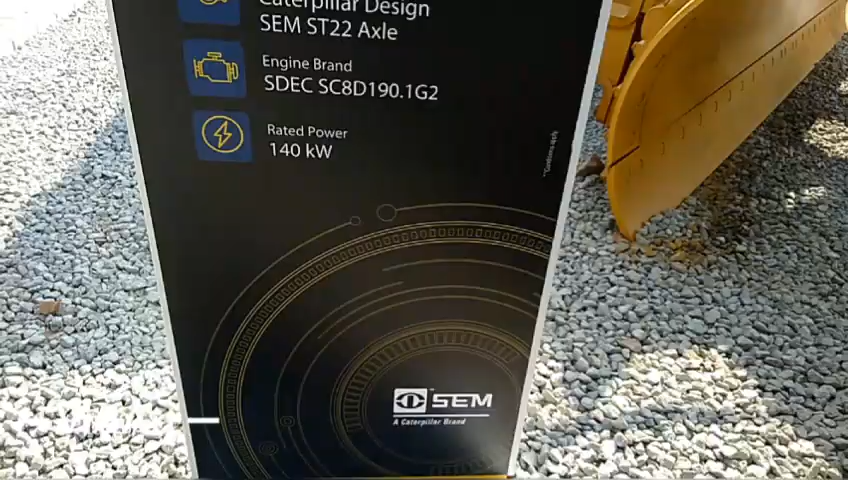 Caterpillar Design
SEM ST22 Axle
Engine Brand
SDEC SC8D190.1G2
Rated Power
140 kW
SEM
A Caterpillar Brand